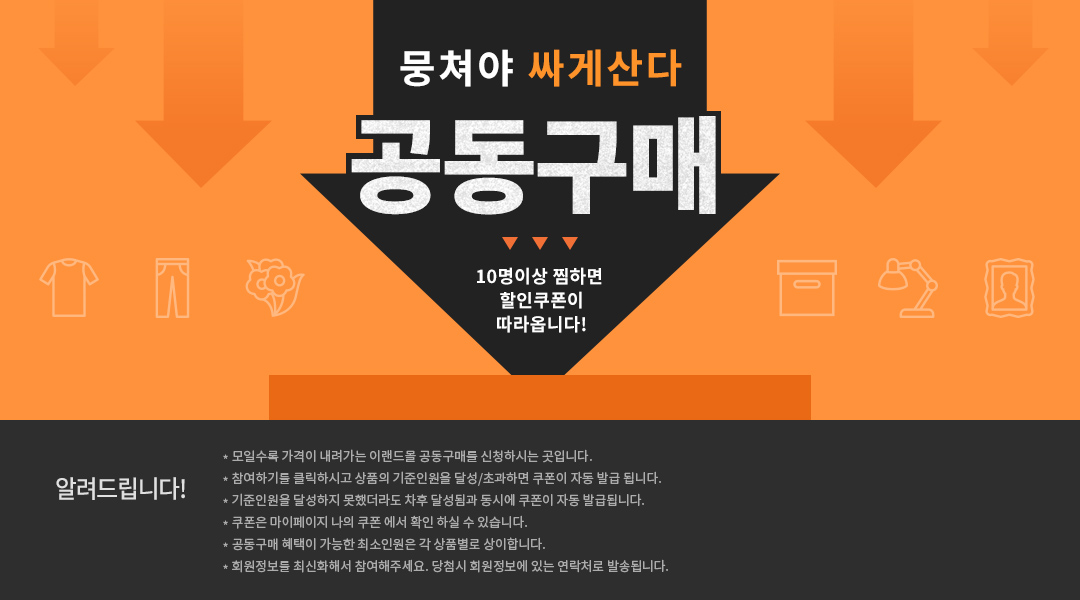 뭉쳐야 싸게산다
공동구매
10명이상 찜하면
할인쿠폰이
따라옵니다!
알려드립니다!
* 모일수록 가격이 내려가는 이랜드몰 공동구매를 신청하시는 곳입니다.
* 참여하기를 클릭하시고 상품의 기준인원을 달성/초과하면 쿠폰이 자동 발급 됩니다.
* 기준인원을 달성하지 못했더라도 차후 달성됨과 동시에 쿠폰이 자동 발급됩니다.
* 쿠폰은 마이페이지 나의 쿠폰 에서 확인 하실 수 있습니다.
* 공동구매 혜택이 가능한 최소인원은 각 상품별로 상이합니다.
* 회원정보를 최신화해서 참여해주세요. 당첨시 회원정보에 있는 연락처로 발송됩니다.